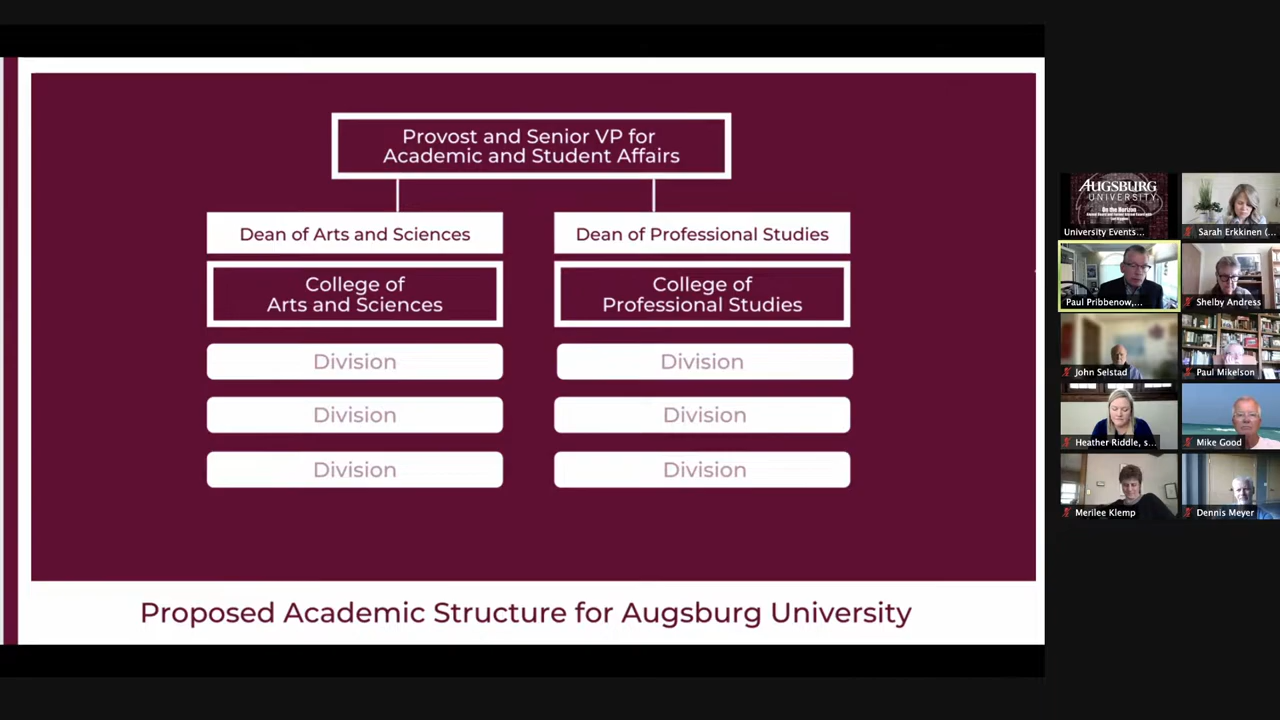 Provost and Senior VP for
Academic and Student Affairs
Dean of Arts and Sciences
Dean of Professional Studies
College of
Arts and Sciences
College of
Professional Studies
Division
Division
Division
Division
Division
Division
Proposed Academic Structure for Augsburg University
AUGSBURG
UNIVERSITY
On the Horizon
University Events...
Sarah Erkkinen (...
Paul Pribbenow,...
Shelby Andress
John Selstad
Paul Mikelson
Heather Riddle, s...
Mike Good
Merilee Klemp
Dennis Meyer